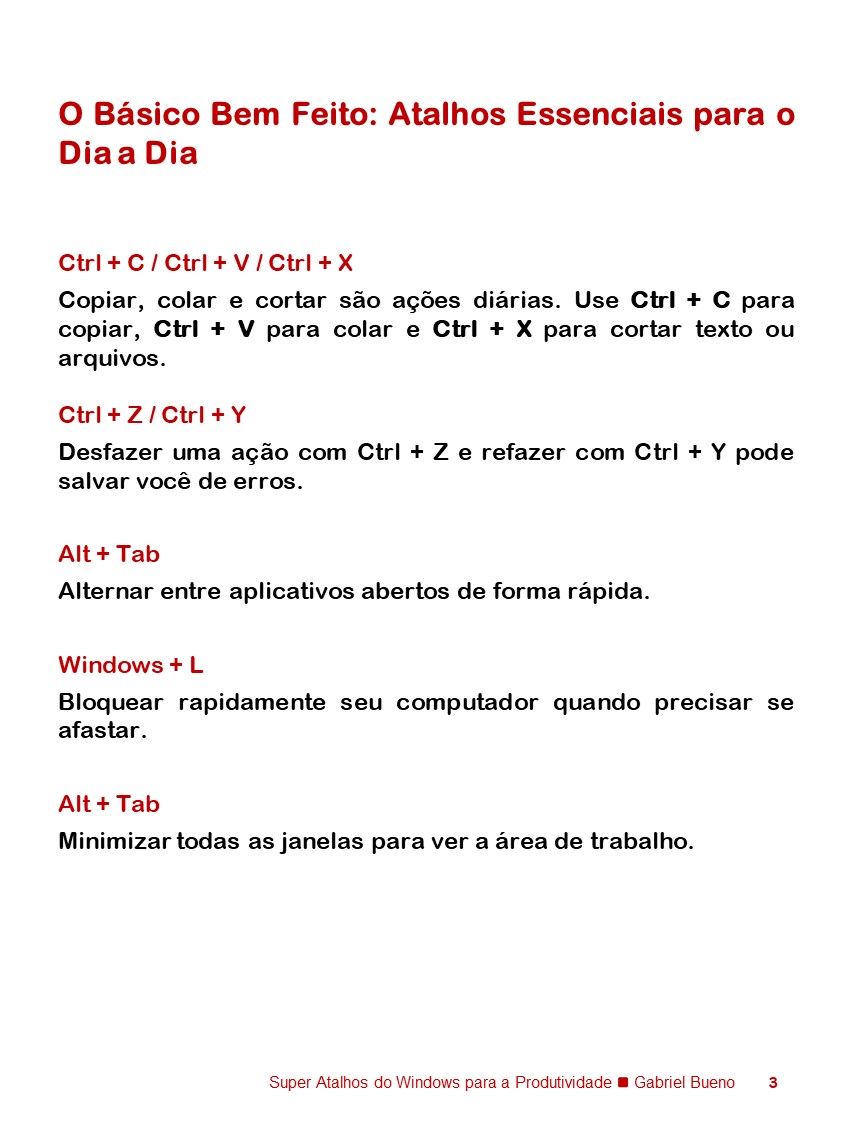 O Básico Bem Feito: Atalhos Essenciais para o
Dia a Dia
Ctrl + C / Ctrl + V / Ctrl + X
Copiar, colar e cortar são ações diárias. Use Ctrl + C para
copiar, Ctrl + V para colar e Ctrl + X para cortar texto ou
arquivos.
Ctrl + Z / Ctrl + Y
Desfazer uma ação com Ctrl + Z e refazer com Ctrl + Y pode
salvar você de erros.
Alt + Tab
Alternar entre aplicativos abertos de forma rápida.
Windows + L
Bloquear rapidamente seu computador quando precisar se
afastar.
Alt + Tab
Minimizar todas as janelas para ver a área de trabalho.
Super Atalhos do Windows para a Produtividade ■ Gabriel Bueno 3